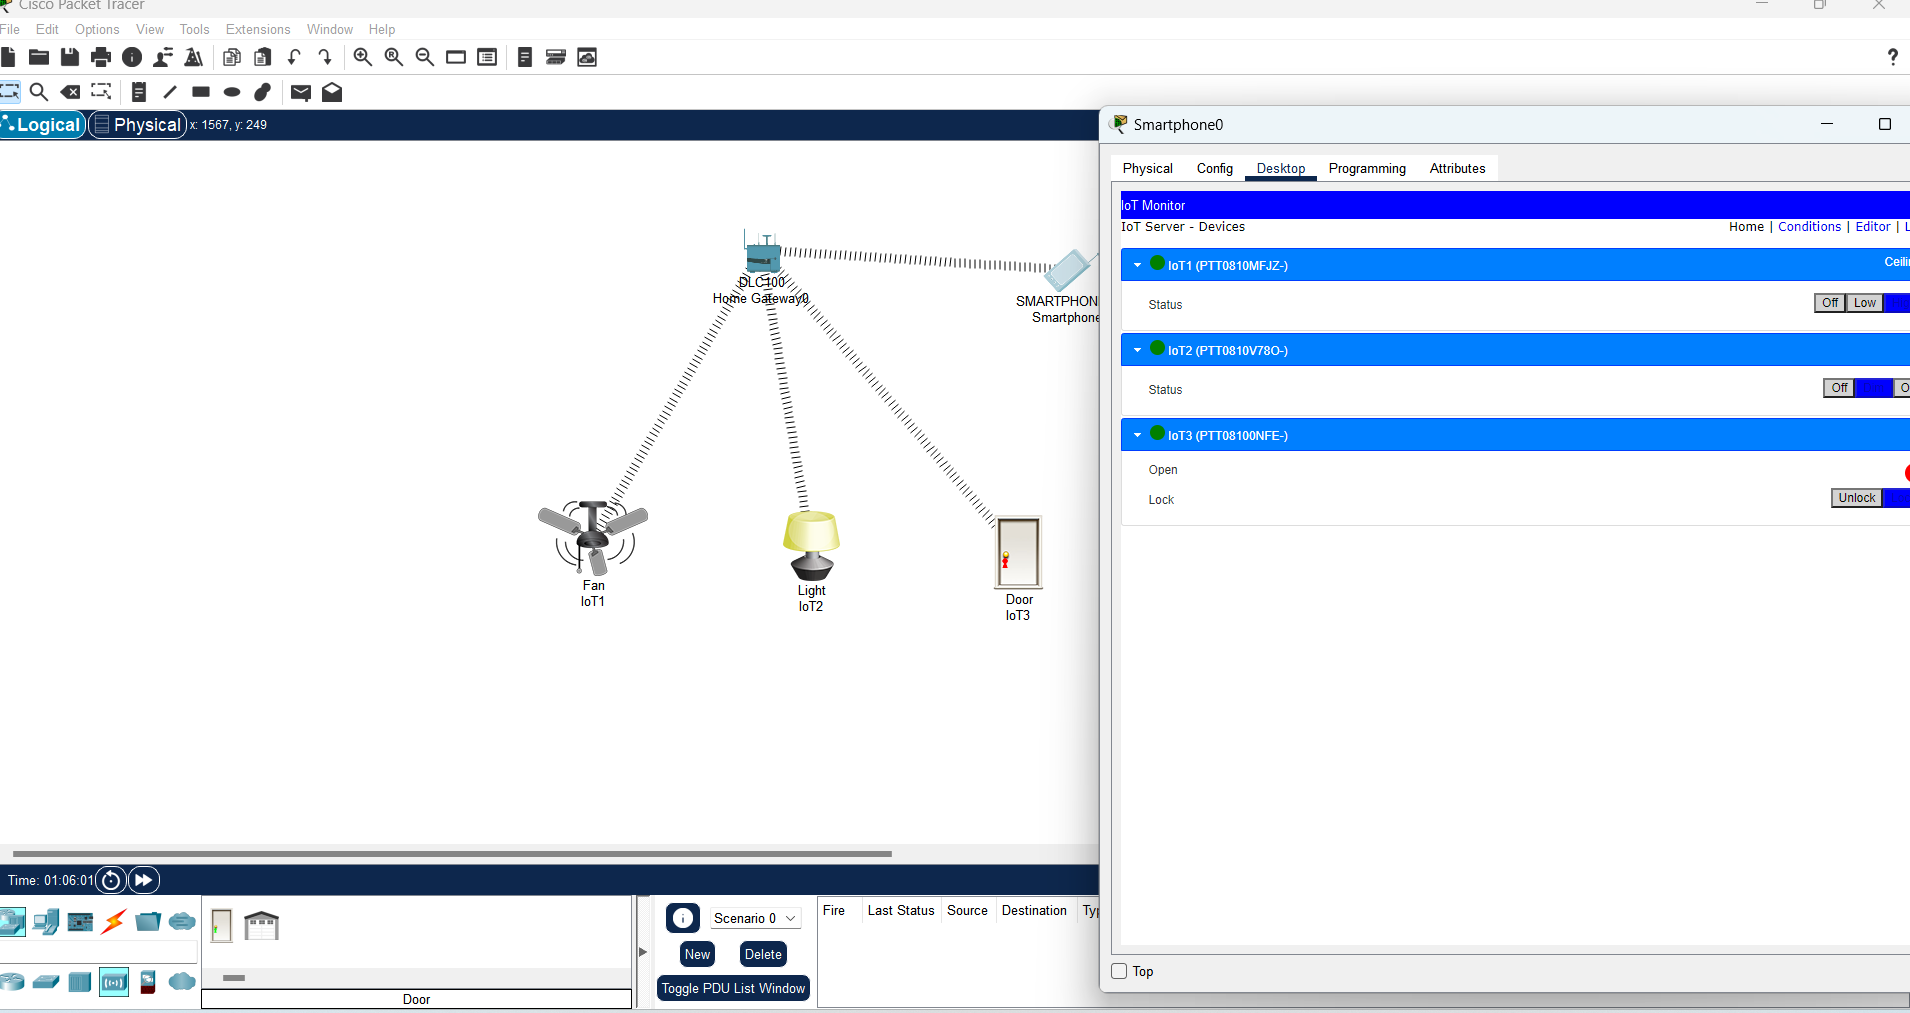 Cisco Packet Tracer
File Edit Options View Tools Extensions Window Help
Logical Physical x: 1567, y: 249
Smartphone0
Physical Config Desktop Programming Attributes
IoT Monitor
IoT Server - Devices Home | Conditions | Editor |
IoT1 (PTT0810MFJZ-)
Status Off Low
IoT2 (PTT0810V78O-)
Status Off
IoT3 (PTT08100NFE-)
Open
Lock Unlock
Top
DLC100
Home Gateway0
SMARTPHON
Smartphone
Fan
IoT1
Light
IoT2
Door
IoT3
Time: 01:06:01
Scenario 0
New Delete
Toggle PDU List Window
Fire Last Status Source Destination
Door